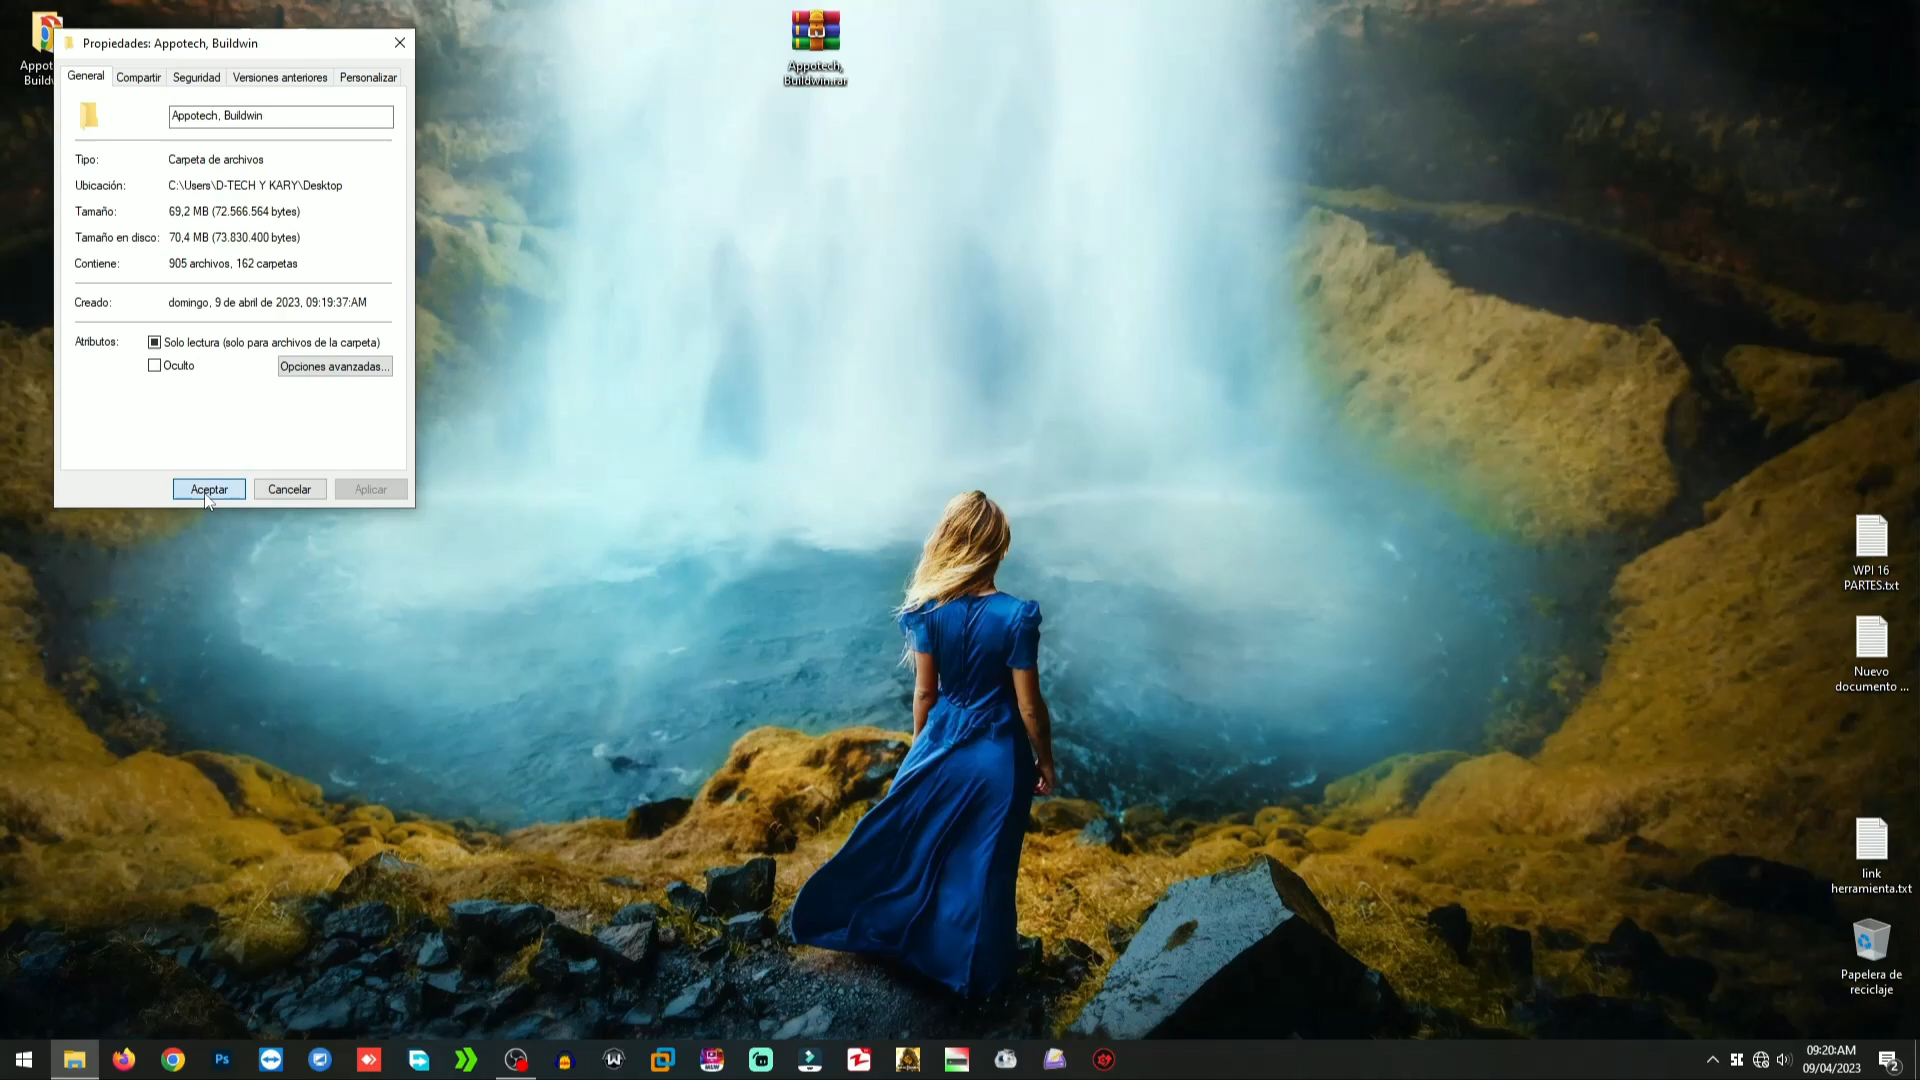 Propiedades: Appotech, Buildwin
General
Compartir
Seguridad
Versiones anteriores
Personalizar
Appotech, Buildwin
Tipo:
Carpeta de archivos
Ubicación:
C:\Users\D-TECH Y KARY\Desktop
Tamaño:
69,2 MB (72.566.564 bytes)
Tamaño en disco:
70,4 MB (73.830.400 bytes)
Contiene:
905 archivos, 162 carpetas
Creado:
domingo, 9 de abril de 2023, 09:19:37:AM
Atributos:
Solo lectura (solo para archivos de la carpeta)
Oculto
Opciones avanzadas...
Aceptar
Cancelar
Aplicar
Appotech,
Buildwin.rar
WPI 16
PARTES.txt
Nuevo
documento ...
link
herramienta.txt
Papelera de
reciclaje
Ps
09:20:AM
09/04/2023
2